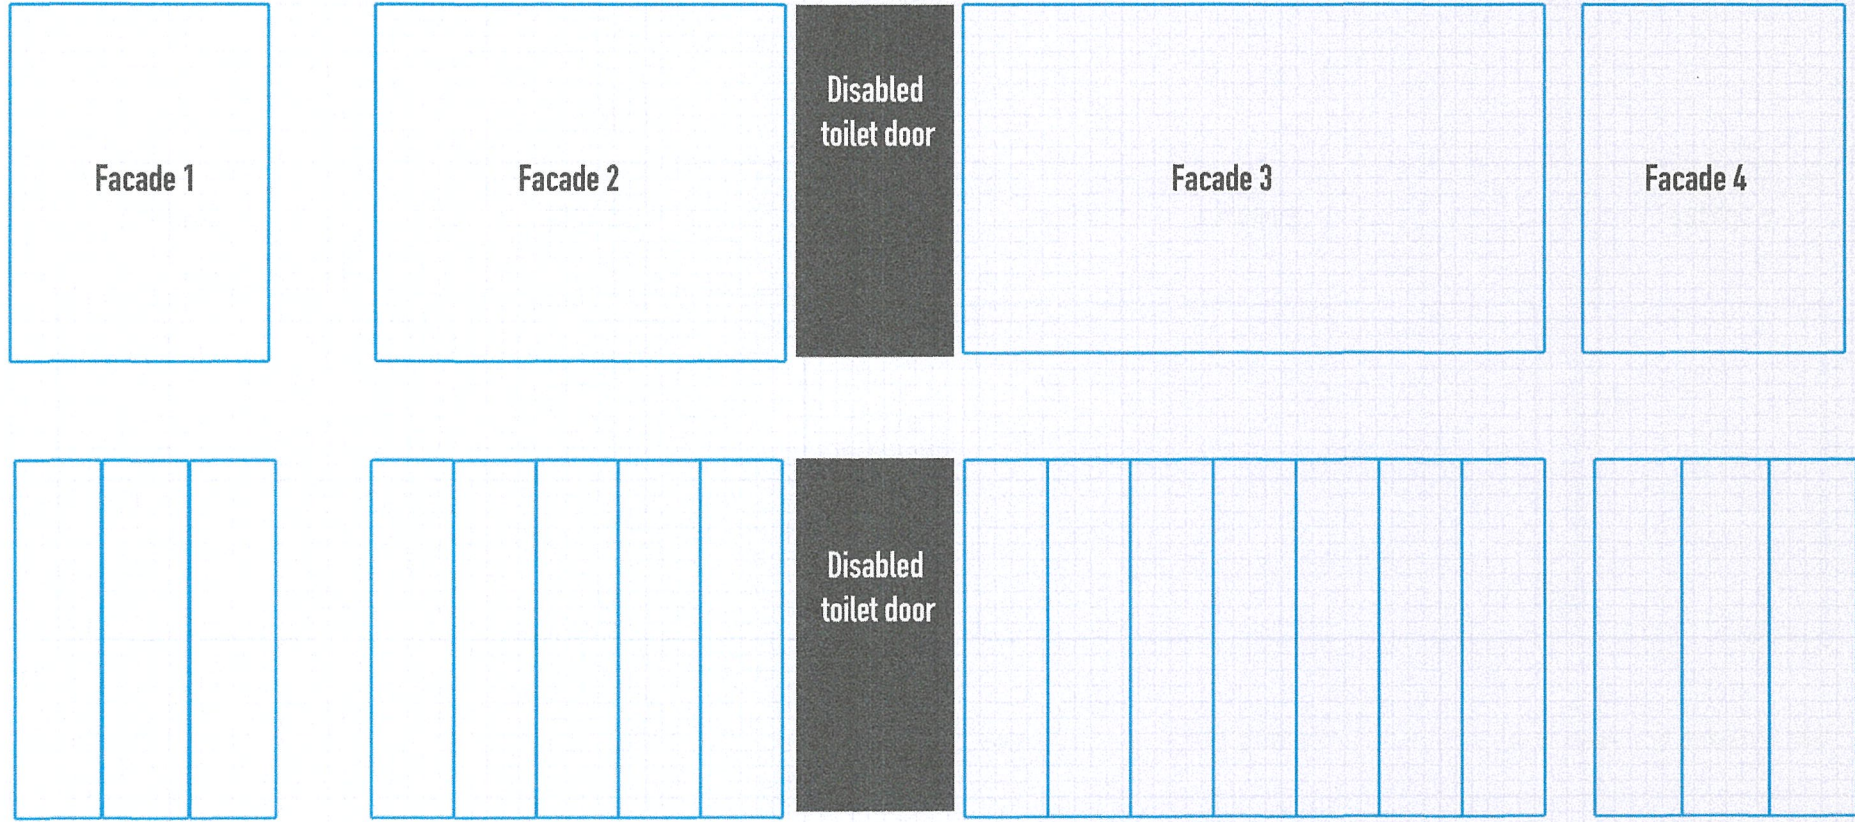 Facade 1
Facade 2
Disabled
toilet door
Facade 3
Facade 4
Disabled
toilet door